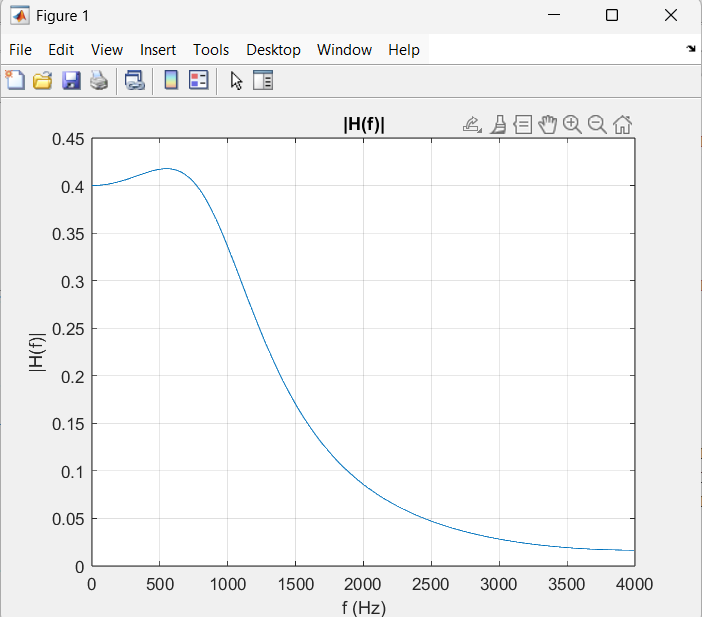 Figure 1
File Edit View Insert Tools Desktop Window Help
|H(f)|
0.45
0.4
0.35
0.3
0.25
0.2
0.15
0.1
0.05
0
|H(f)|
0 500 1000 1500 2000 2500 3000 3500 4000
f (Hz)